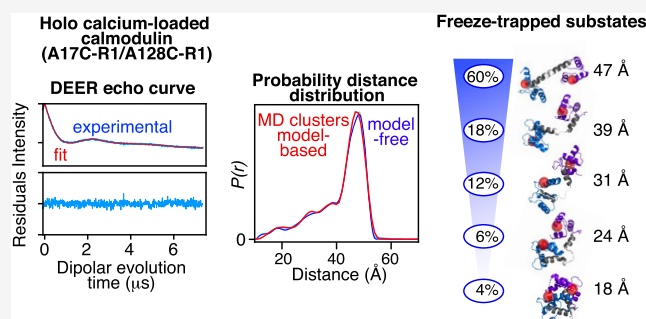 Holo calcium-loaded
calmodulin
(A17C-R1/A128C-R1)
DEER echo curve
Residuals Intensity
experimental
fit
0
2
4
6
Dipolar evolution
time (μs)
Probability distance
distribution
P(r)
MD clusters
model-
based
model
-free
0
20
40
60
Distance (Å)
Freeze-trapped substates
60%
47 Å
18%
39 Å
12%
31 Å
6%
24 Å
4%
18 Å